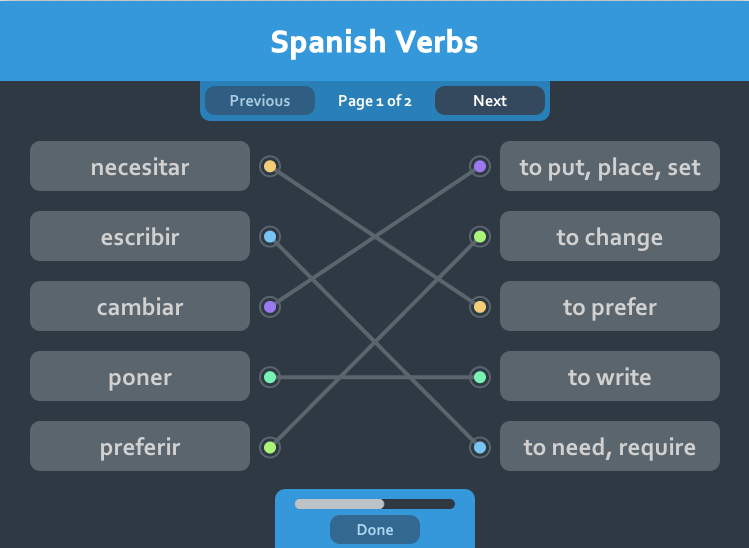 Spanish Verbs
Previous
Page 1 of 2
Next
necesitar
to put, place, set
escribir
to change
cambiar
to prefer
poner
to write
preferir
to need, require
Done